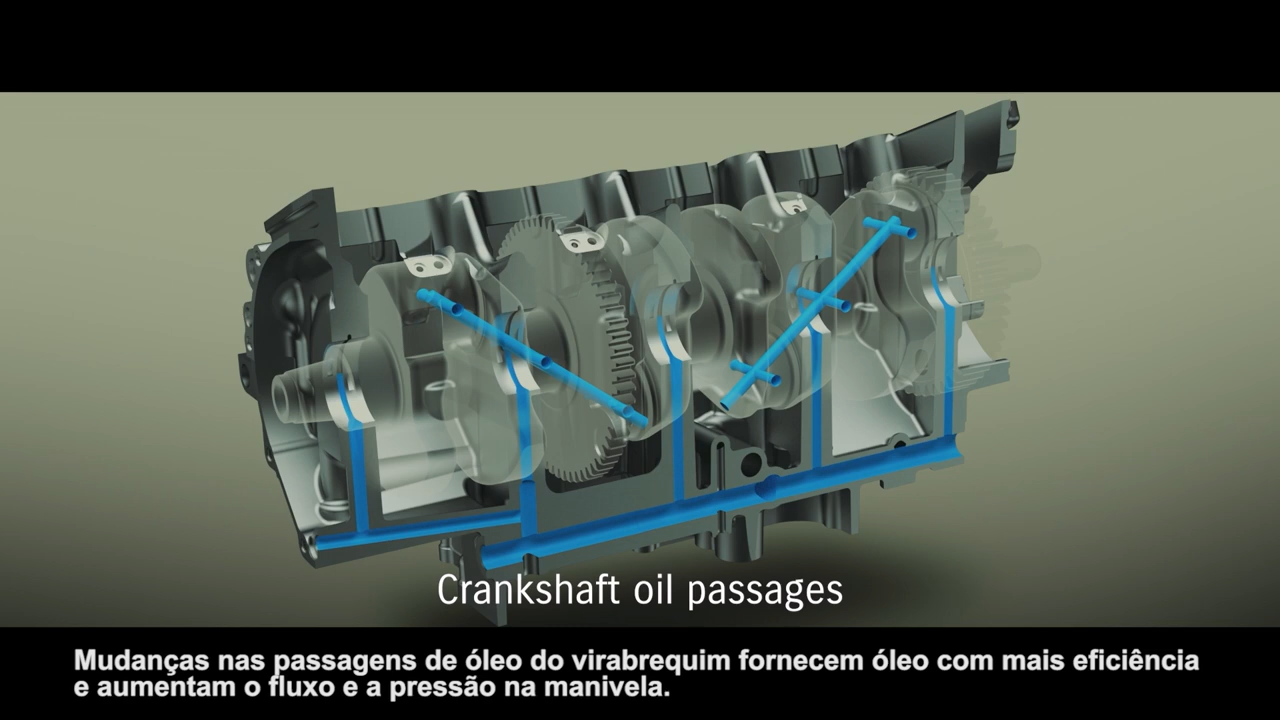 Crankshaft oil passages
Mudanças nas passagens de óleo do virabrequim fornecem óleo com mais eficiência
e aumentam o fluxo e a pressão na manivela.